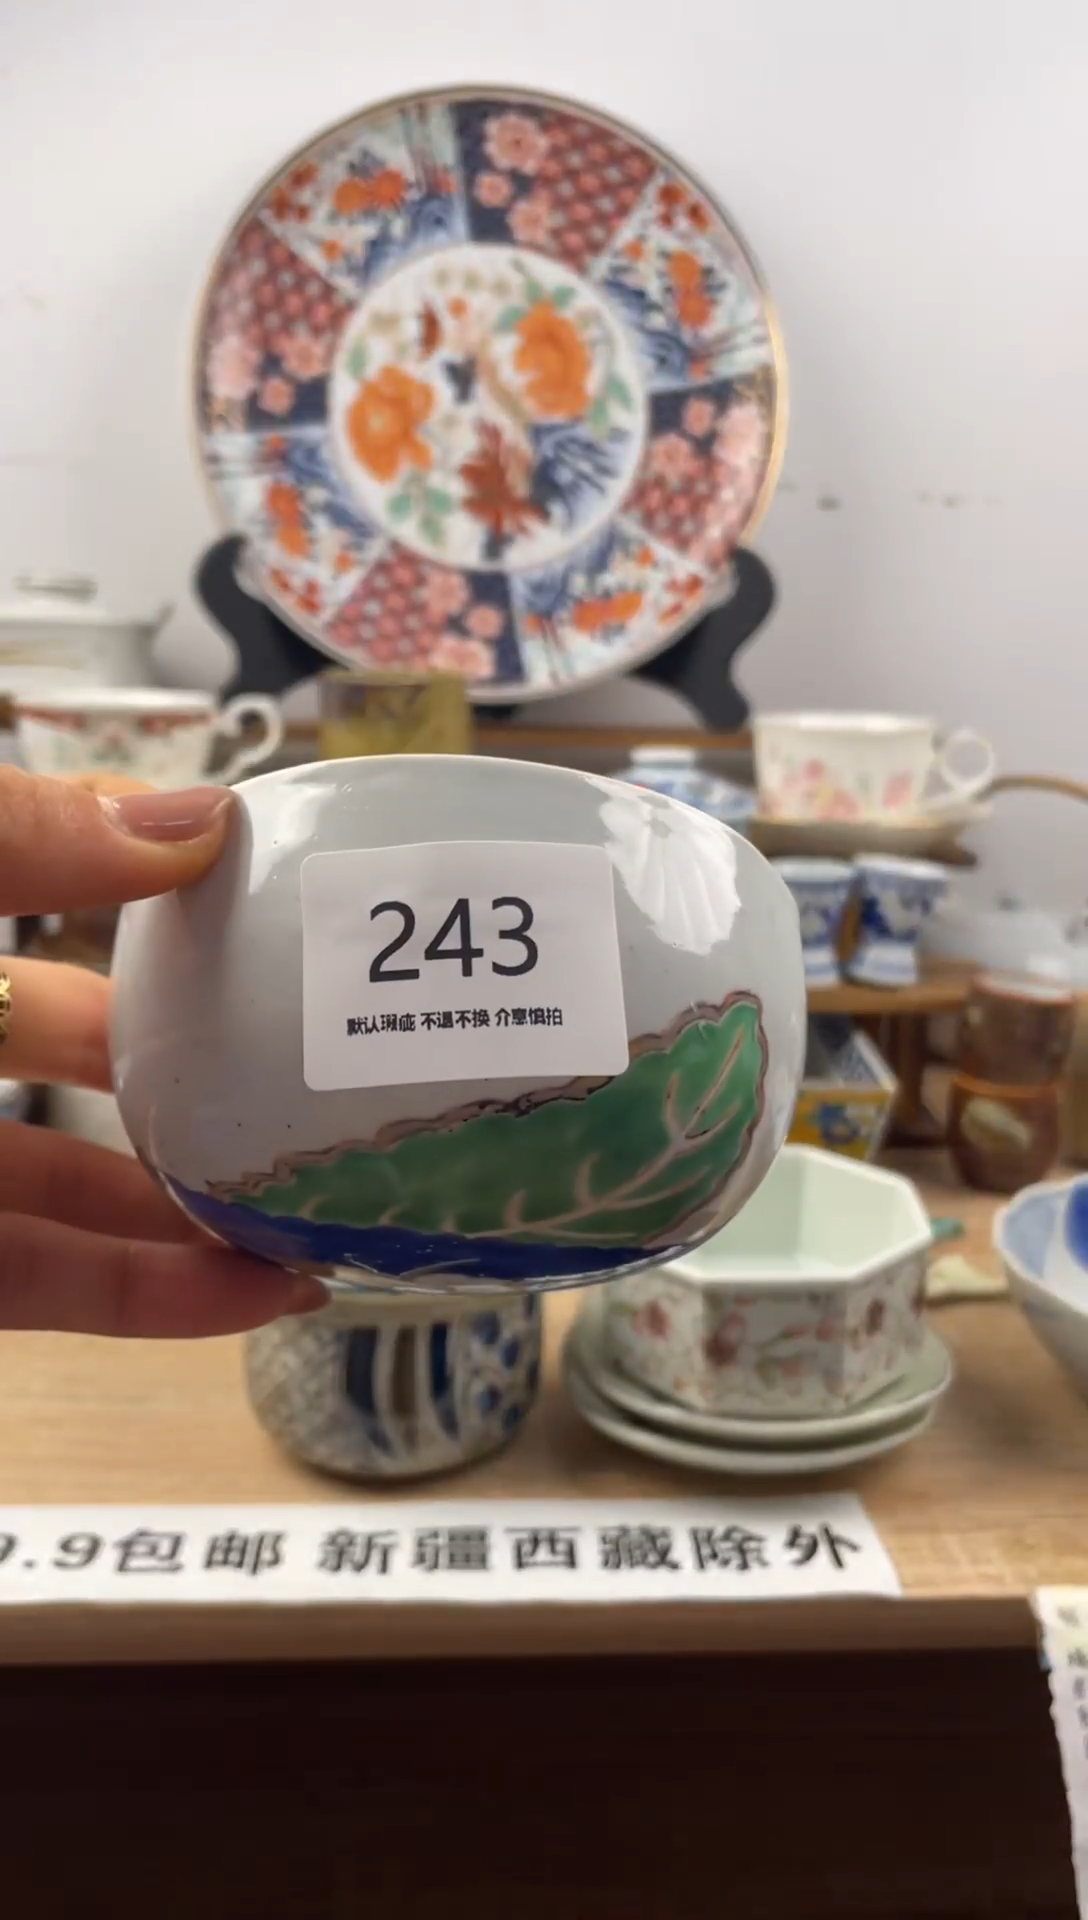 243
默认瑕疵 不退不换 介意慎拍
9.9包邮 新疆西藏除外